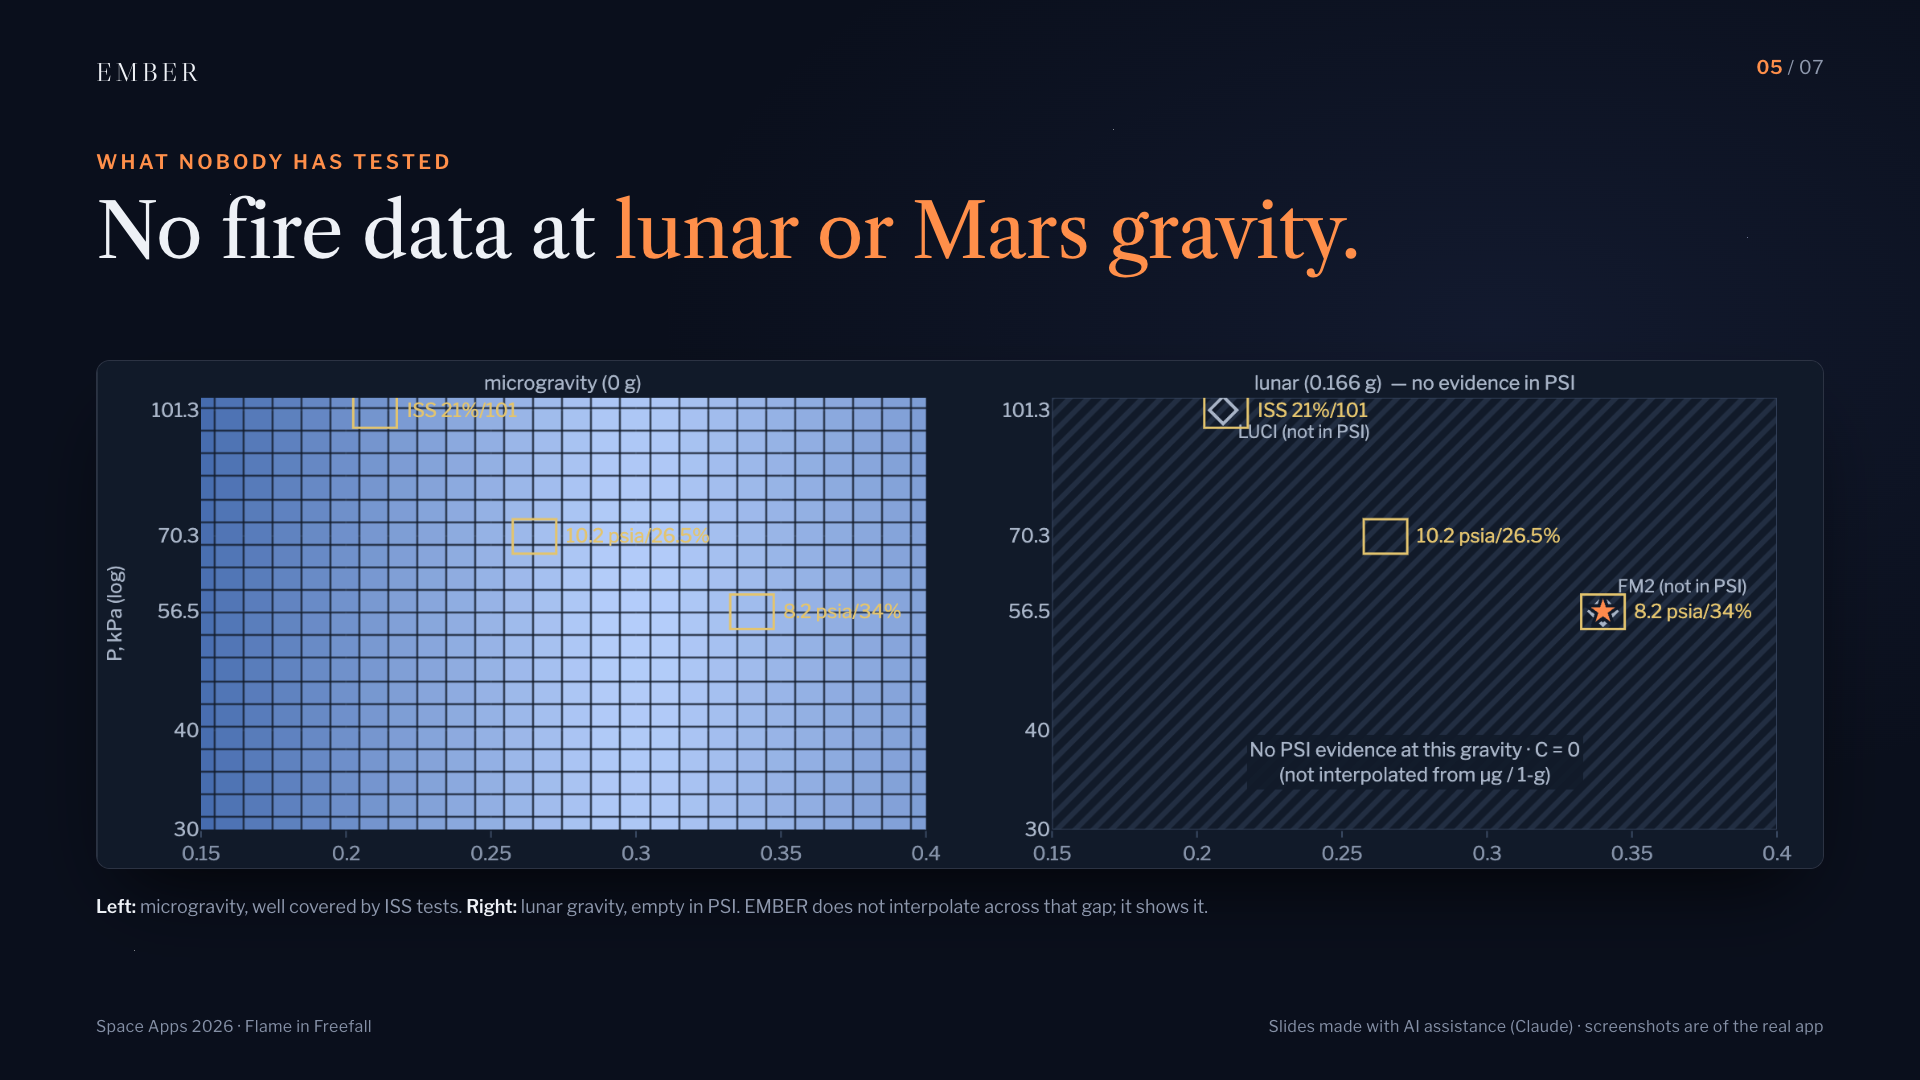 EMBER
05 / 07
WHAT NOBODY HAS TESTED
No fire data at lunar or Mars gravity.
microgravity (0 g)
101.3
70.3
56.5
40
30
P, kPa (log)
ISS 21%/101
10.2 psia/26.5%
8.2 psia/34%
0.15
0.2
0.25
0.3
0.35
0.4
lunar (0.166 g) — no evidence in PSI
101.3
70.3
56.5
40
30
ISS 21%/101
LUCI (not in PSI)
10.2 psia/26.5%
FM2 (not in PSI)
8.2 psia/34%
No PSI evidence at this gravity · C = 0
(not interpolated from µg / 1-g)
0.15
0.2
0.25
0.3
0.35
0.4
Left: microgravity, well covered by ISS tests. Right: lunar gravity, empty in PSI. EMBER does not interpolate across that gap; it shows it.
Space Apps 2026 · Flame in Freefall
Slides made with AI assistance (Claude) · screenshots are of the real app